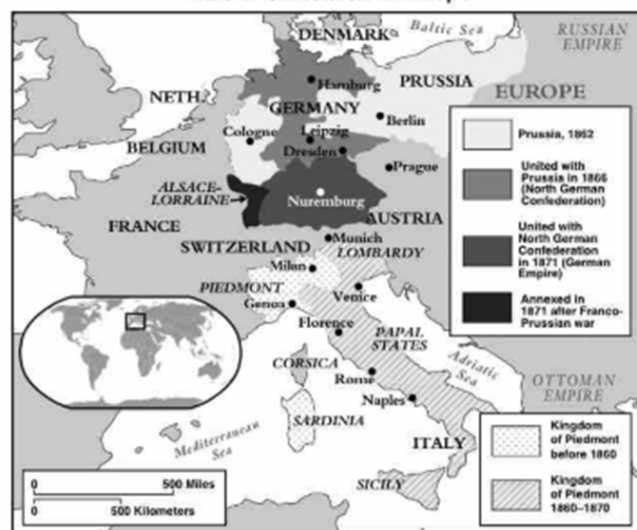 DENMARK
Baltic Sea
RUSSIAN
EMPIRE
Hamburg
PRUSSIA
NETH.
EUROPE
GERMANY
Berlin
Cologne
Leipzig
BELGIUM
Dresden
Prague
ALSACE-
LORRAINE
Nuremburg
FRANCE
AUSTRIA
SWITZERLAND
Munich
LOMBARDY
Milan
PIEDMONT
Genoa
Venice
Florence
PAPAL
STATES
CORSICA
Adriatic
Sea
OTTOMAN
EMPIRE
Rome
Naples
SARDINIA
Mediterranean
Sea
ITALY
SICILY
Prussia, 1862
United with
Prussia in 1866
(North German
Confederation)
United with
North German
Confederation
in 1871 (German
Empire)
Annexed in
1871 after Franco-
Prussian war
Kingdom
of Piedmont
before 1860
Kingdom
of Piedmont
1860–1870
0 500 Miles
0 500 Kilometers